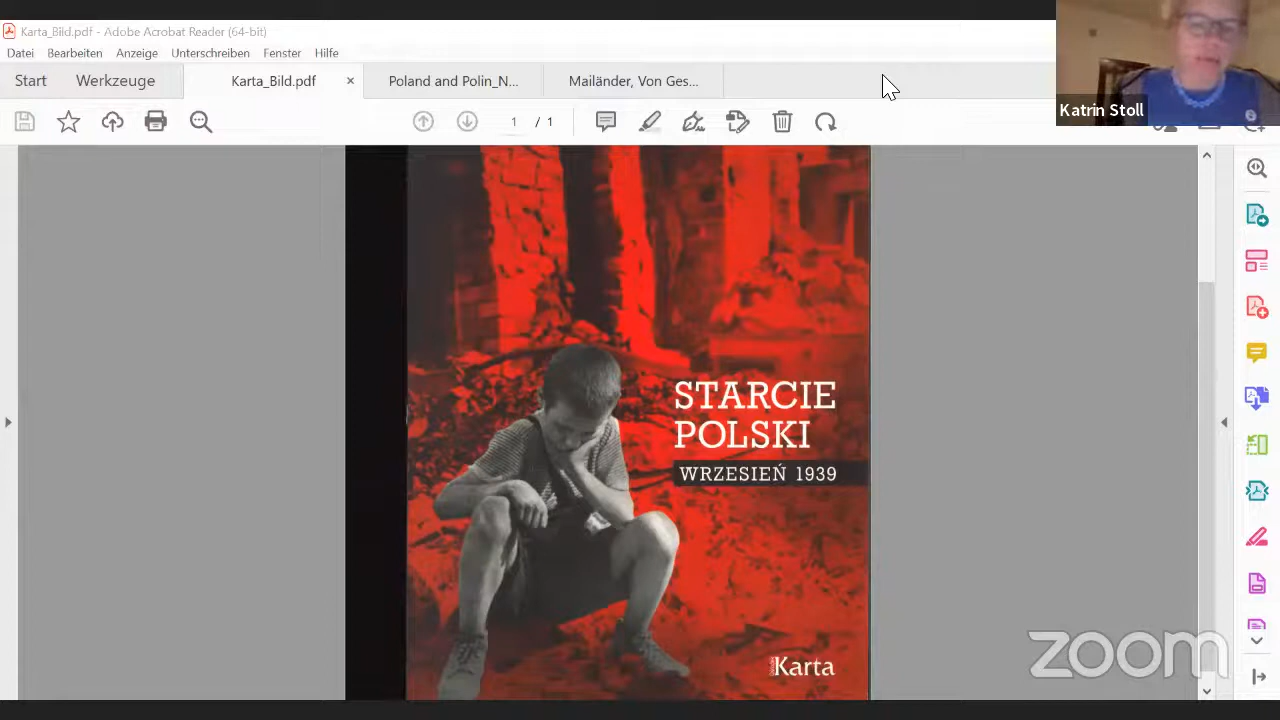 Karta_Bild.pdf - Adobe Acrobat Reader (64-bit)
Datei Bearbeiten Anzeige Unterschreiben Fenster Hilfe
Start Werkzeuge Karta_Bild.pdf × Poland and Polin_N... Mailänder, Von Ges...
1 / 1
Katrin Stoll
STARCIE
POLSKI
WRZESIEŃ 1939
Karta
zoom